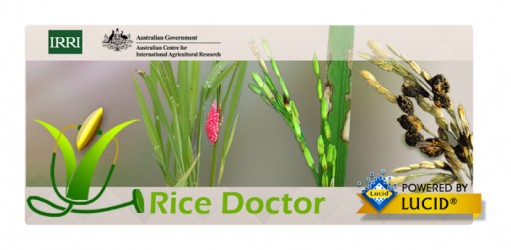 IRRI
Australian Government
Australian Centre for
International Agricultural Research
Rice Doctor
Lucid
POWERED BY
LUCID®